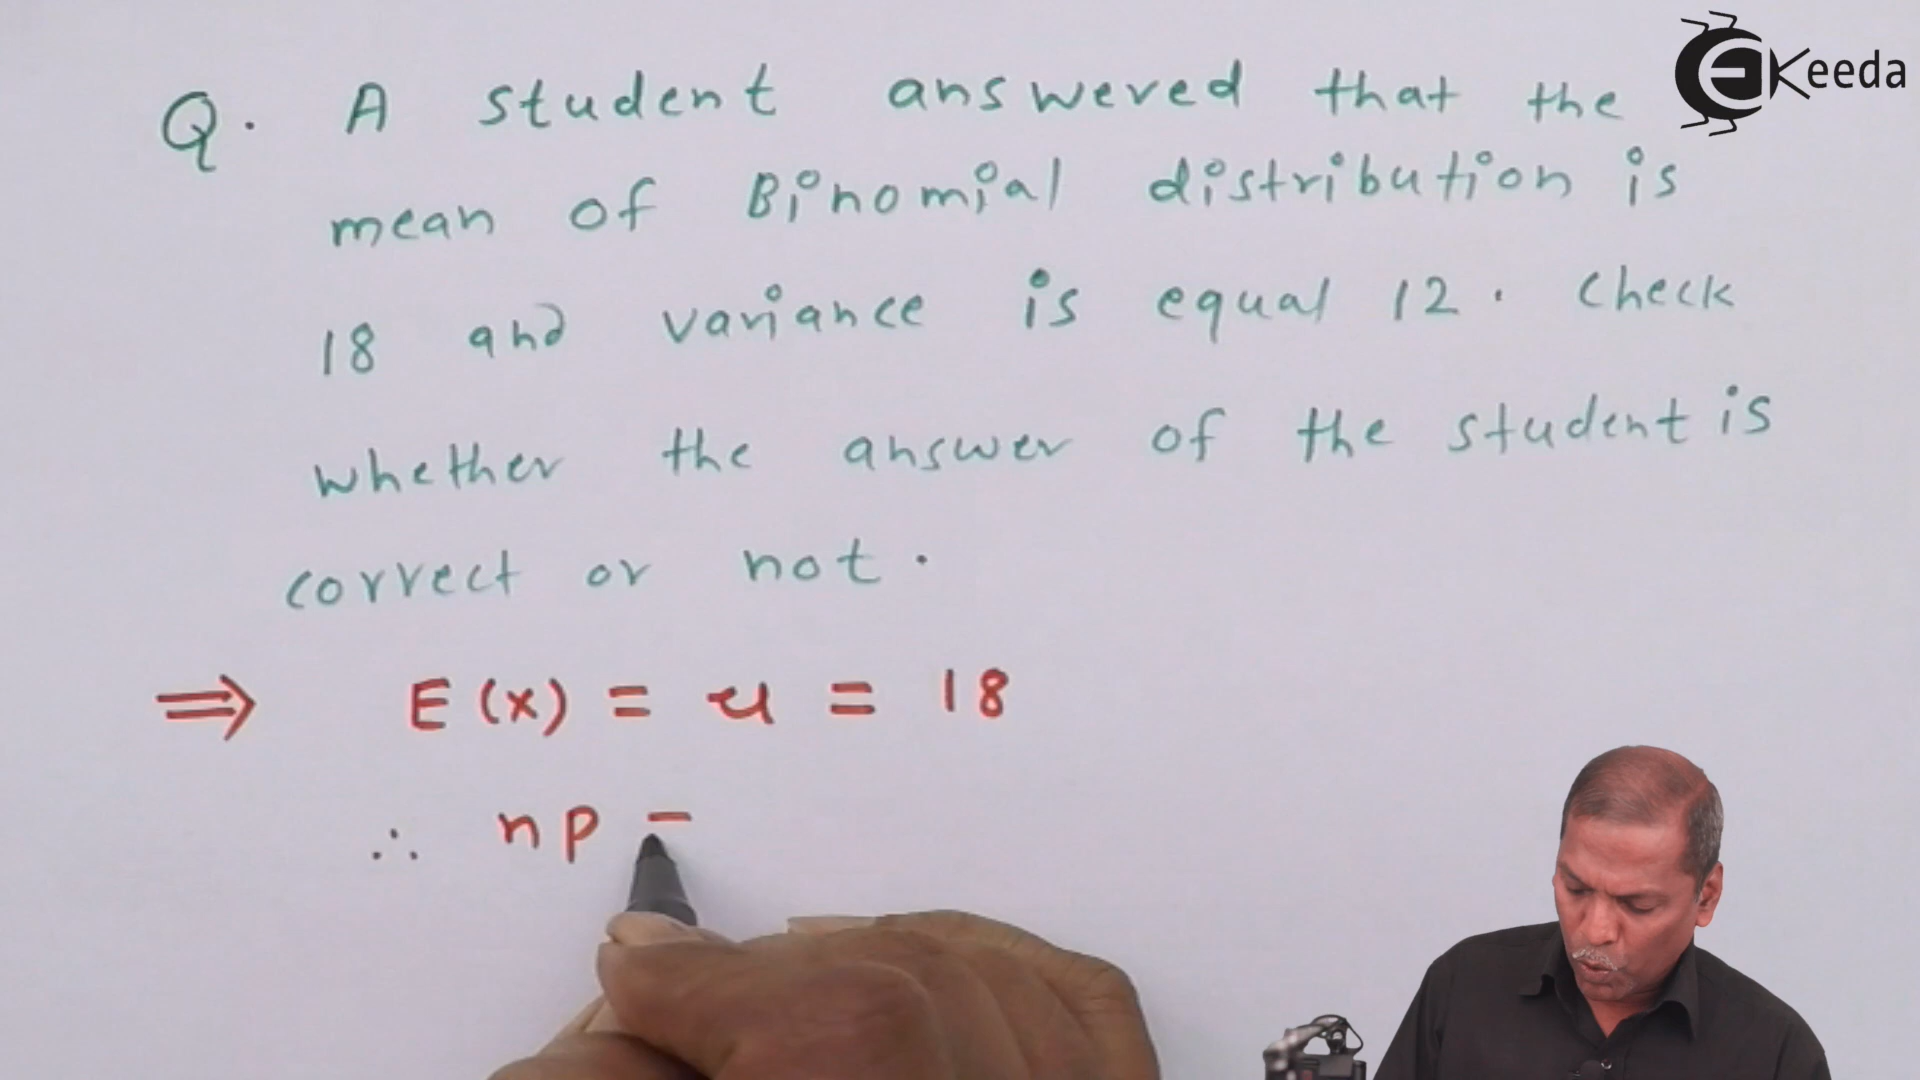 EKeeda
Q. A student answered that the
mean of Binomial distribution is
18 and variance is equal 12. Check
whether the answer of the student is
correct or not.
⇒ E(x) = μ = 18
∴ np =